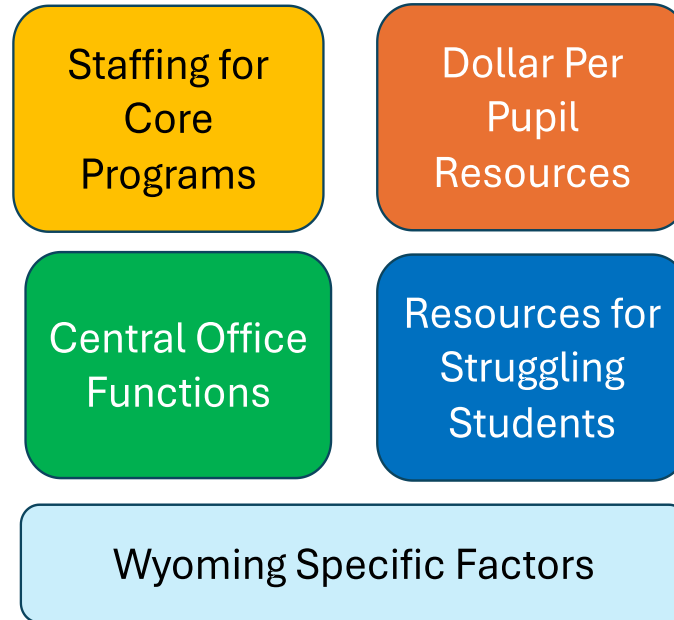 Staffing for
Core
Programs
Dollar Per
Pupil
Resources
Central Office
Functions
Resources for
Struggling
Students
Wyoming Specific Factors